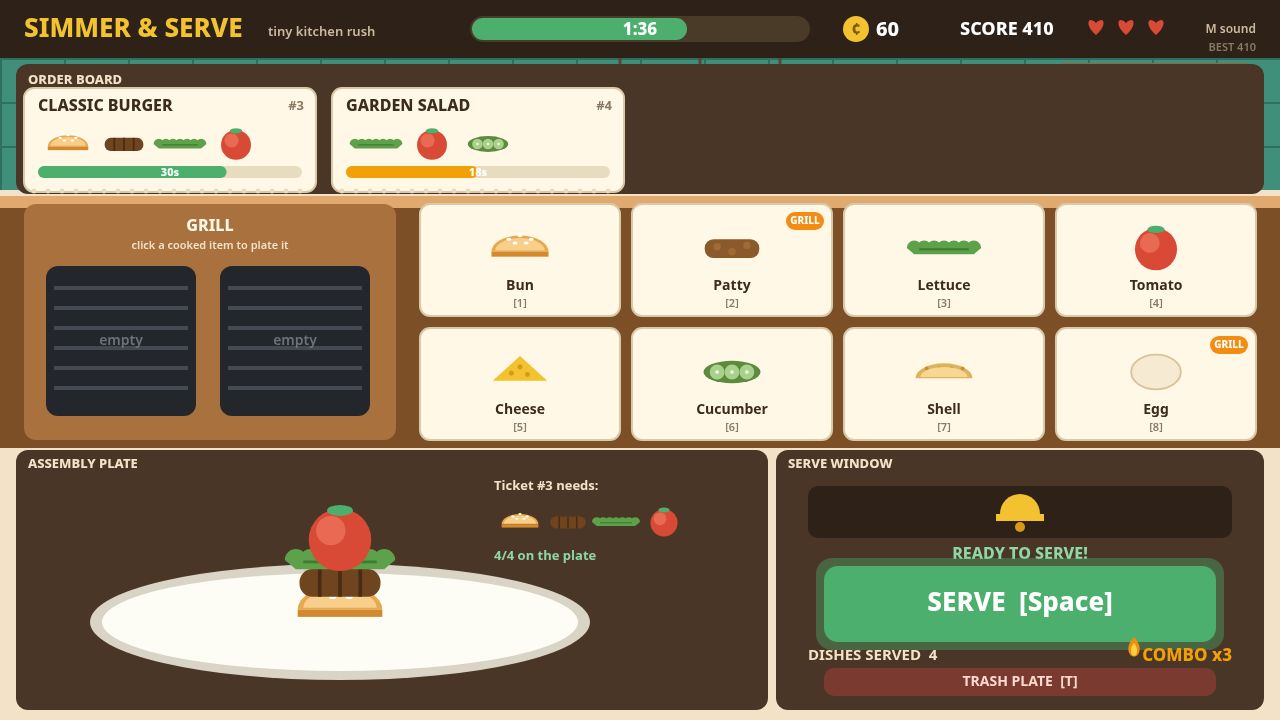 SIMMER & SERVE
tiny kitchen rush
1:36
¢ 60
SCORE 410
M sound
BEST 410
ORDER BOARD
CLASSIC BURGER #3
30s
GARDEN SALAD #4
18s
GRILL
click a cooked item to plate it
empty
empty
Bun
[1]
GRILL
Patty
[2]
Lettuce
[3]
Tomato
[4]
Cheese
[5]
Cucumber
[6]
Shell
[7]
GRILL
Egg
[8]
ASSEMBLY PLATE
Ticket #3 needs:
4/4 on the plate
SERVE WINDOW
READY TO SERVE!
SERVE [Space]
DISHES SERVED 4
COMBO x3
TRASH PLATE [T]